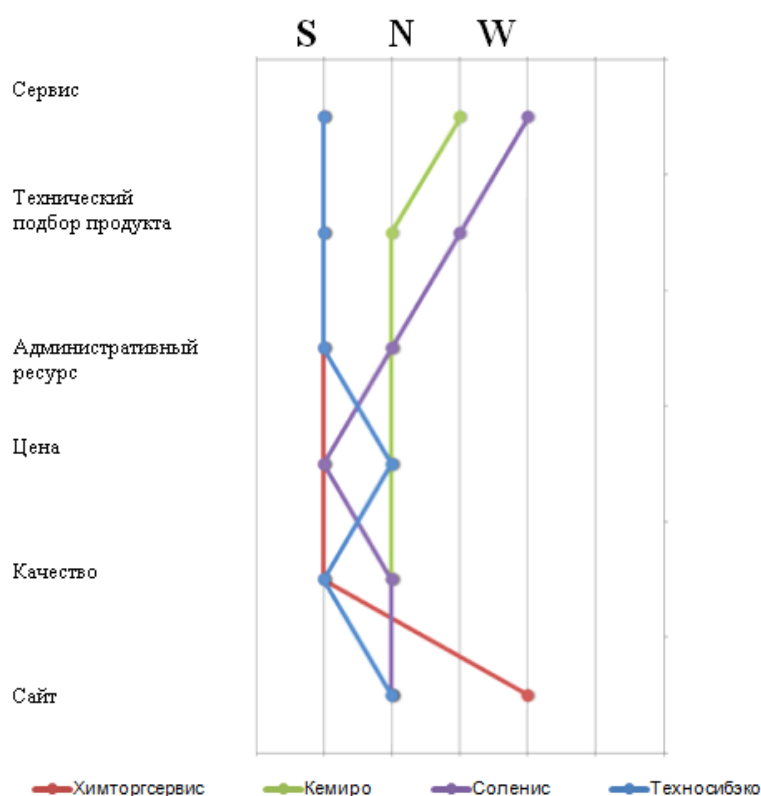 S N W
Сервис
Технический
подбор продукта
Административный
ресурс
Цена
Качество
Сайт
Химторгсервис Кемиро Соленис Техносибэко